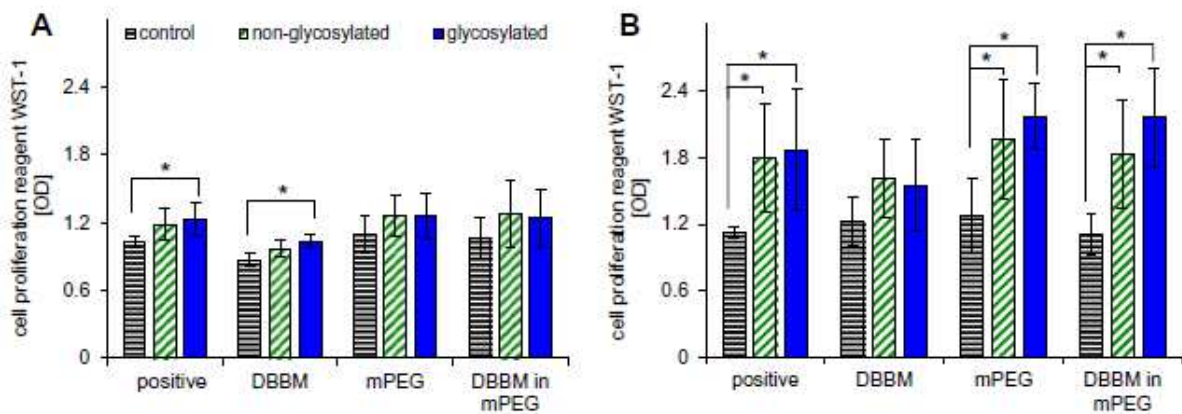 A
control non-glycosylated glycosylated
cell proliferation reagent WST-1
[OD]
2.4
1.8
1.2
0.6
0
*
*
positive DBBM mPEG DBBM in
mPEG
B
cell proliferation reagent WST-1
[OD]
2.4
1.8
1.2
0.6
0
*
*
*
*
*
*
positive DBBM mPEG DBBM in
mPEG